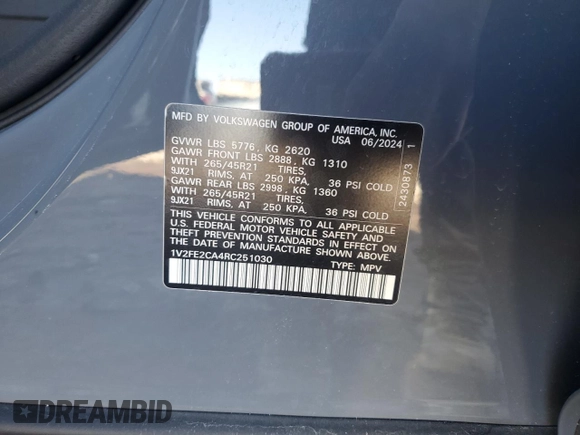 MFD BY VOLKSWAGEN GROUP OF AMERICA, INC.
USA 06/2024
GVWR LBS 5776, KG 2620
GAWR FRONT LBS 2888, KG 1310
WITH 265/45R21 TIRES,
9JX21 RIMS, AT 250 KPA. 36 PSI COLD
GAWR REAR LBS 2998, KG 1360
WITH 265/45R21 TIRES,
9JX21 RIMS, AT 250 KPA. 36 PSI COLD
THIS VEHICLE CONFORMS TO ALL APPLICABLE
U.S. FEDERAL MOTOR VEHICLE SAFETY AND
THEFT PREVENTION STANDARDS IN EFFECT ON
THE DATE OF MANUFACTURE SHOWN ABOVE.
1V2FE2CA4RC251030 TYPE: MPV
2430873 1
DREAMBID